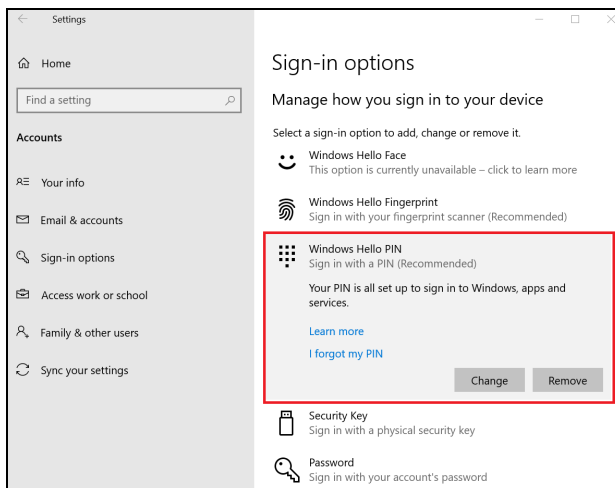 Settings
Home
Find a setting
Accounts
Your info
Email & accounts
Sign-in options
Access work or school
Family & other users
Sync your settings
Sign-in options
Manage how you sign in to your device
Select a sign-in option to add, change or remove it.
Windows Hello Face
This option is currently unavailable – click to learn more
Windows Hello Fingerprint
Sign in with your fingerprint scanner (Recommended)
Windows Hello PIN
Sign in with a PIN (Recommended)
Your PIN is all set up to sign in to Windows, apps and
services.
Learn more
I forgot my PIN
Change
Remove
Security Key
Sign in with a physical security key
Password
Sign in with your account's password